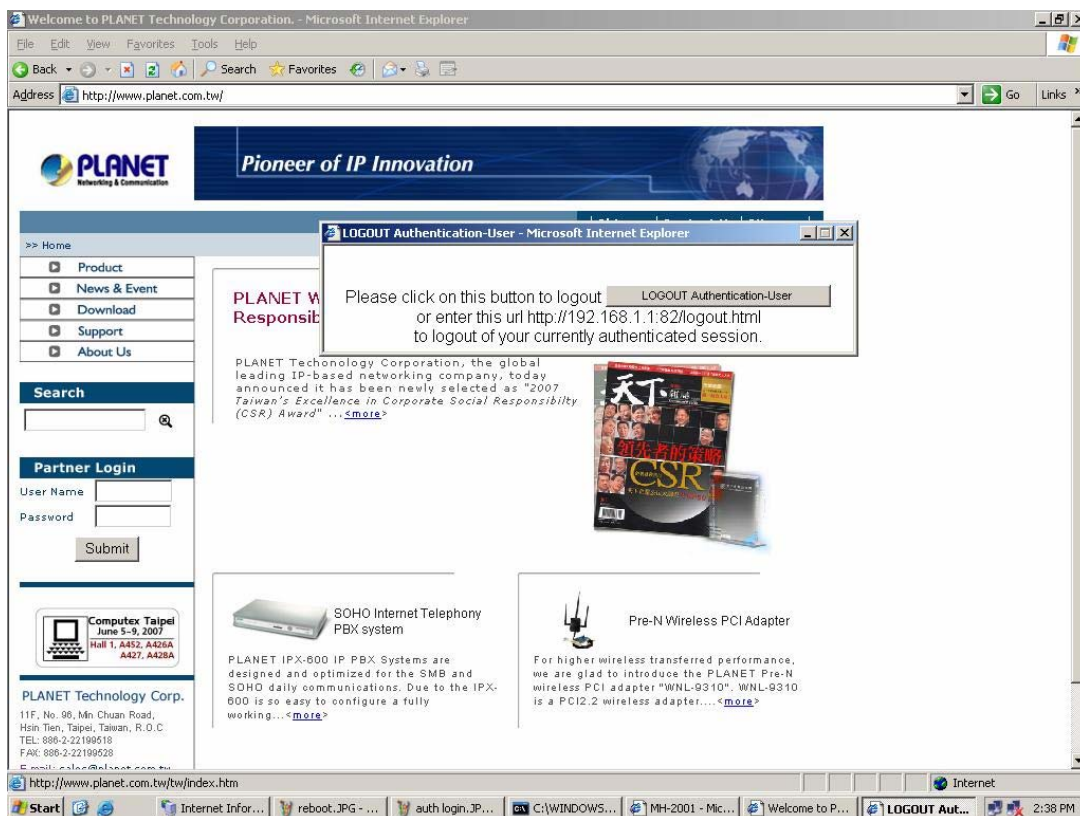 Welcome to PLANET Technology Corporation. - Microsoft Internet Explorer
File Edit View Favorites Tools Help
Back Search Favorites
Address http://www.planet.com.tw/ Go Links
PLANET
Networking & Communication
Pioneer of IP Innovation
>> Home
Product
News & Event
Download
Support
About Us
Search
Partner Login
User Name
Password
Submit
Computex Taipei
June 5-9, 2007
Hall 1, A452, A426A
A427, A428A
PLANET Technology Corp.
11F, No. 96, Min Chuan Road,
Hsin Tien, Taipei, Taiwan, R.O.C
TEL: 886-2-22199518
FAX: 886-2-22199528
E-mail: sales@planet.com.tw
LOGOUT Authentication-User - Microsoft Internet Explorer
Please click on this button to logout LOGOUT Authentication-User
or enter this url http://192.168.1.1:82/logout.html
to logout of your currently authenticated session.
PLANET W
Responsib
PLANET Techonology Corporation, the global
leading IP-based networking company, today
announced it has been newly selected as "2007
Taiwan's Excellence in Corporate Social Responsibilty
(CSR) Award" ...<more>
天下
領先者的策略
CSR
SOHO Internet Telephony
PBX system
PLANET IPX-600 IP PBX Systems are
designed and optimized for the SMB and
SOHO daily communications. Due to the IPX-
600 is so easy to configure a fully
working...<more>
Pre-N Wireless PCI Adapter
For higher wireless transferred performance,
we are glad to introduce the PLANET Pre-N
wireless PCI adapter "WNL-9310". WNL-9310
is a PCI2.2 wireless adapter....<more>
http://www.planet.com.tw/tw/index.htm Internet
Start Internet Infor... reboot.JPG - ... auth login.JP... C:\WINDOWS... MH-2001 - Mic... Welcome to P... LOGOUT Aut... 2:38 PM